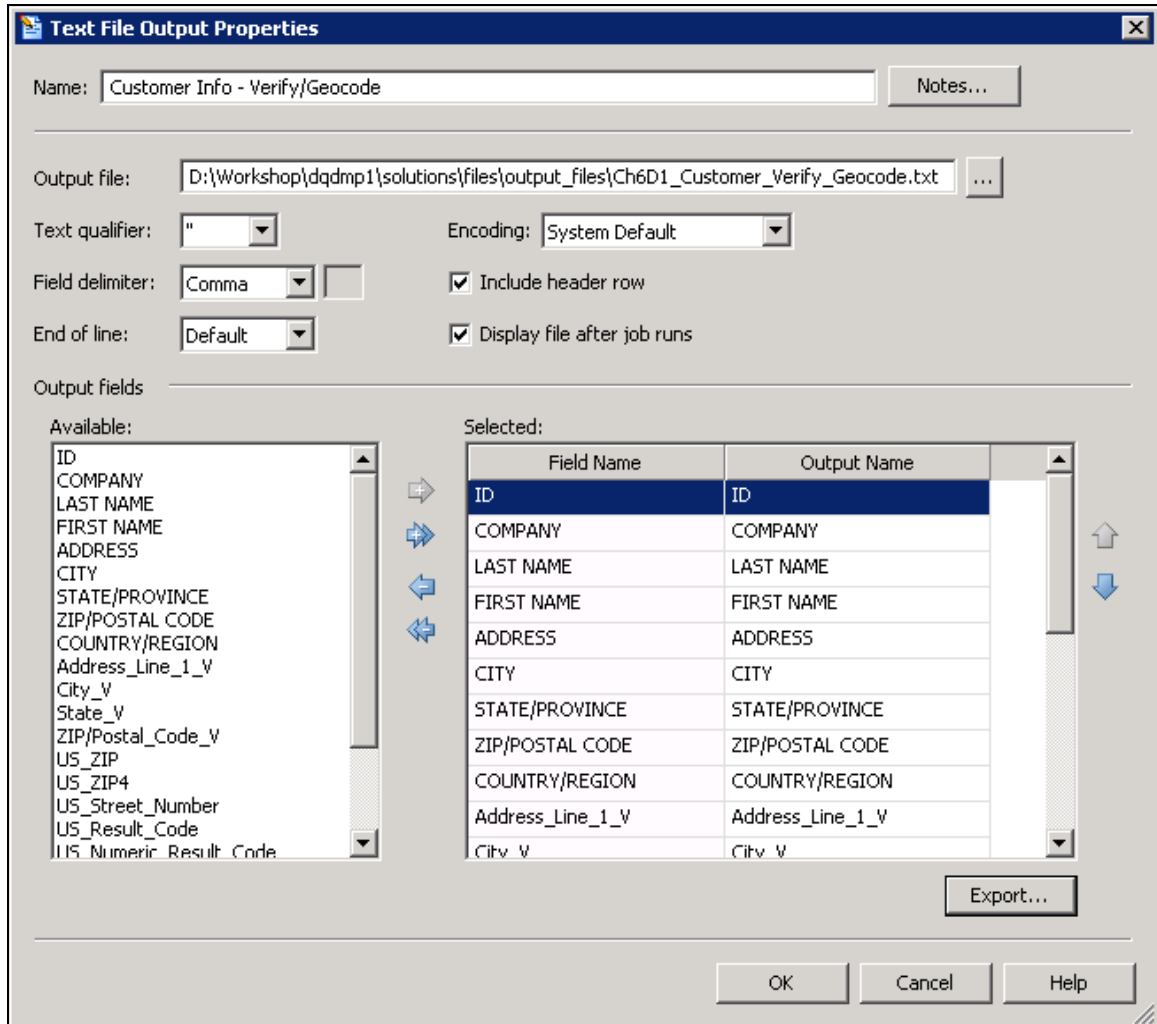 Text File Output Properties
Name: Customer Info - Verify/Geocode Notes...
Output file: D:\Workshop\dqdmp1\solutions\files\output_files\Ch6D1_Customer_Verify_Geocode.txt ...
Text qualifier: " Encoding: System Default
Field delimiter: Comma Include header row
End of line: Default Display file after job runs
Output fields
Available:
ID
COMPANY
LAST NAME
FIRST NAME
ADDRESS
CITY
STATE/PROVINCE
ZIP/POSTAL CODE
COUNTRY/REGION
Address_Line_1_V
City_V
State_V
ZIP/Postal_Code_V
US_ZIP
US_ZIP4
US_Street_Number
US_Result_Code
US_Numeric_Result_Code
Selected:
Field Name Output Name
ID ID
COMPANY COMPANY
LAST NAME LAST NAME
FIRST NAME FIRST NAME
ADDRESS ADDRESS
CITY CITY
STATE/PROVINCE STATE/PROVINCE
ZIP/POSTAL CODE ZIP/POSTAL CODE
COUNTRY/REGION COUNTRY/REGION
Address_Line_1_V Address_Line_1_V
City_V City_V
Export...
OK Cancel Help